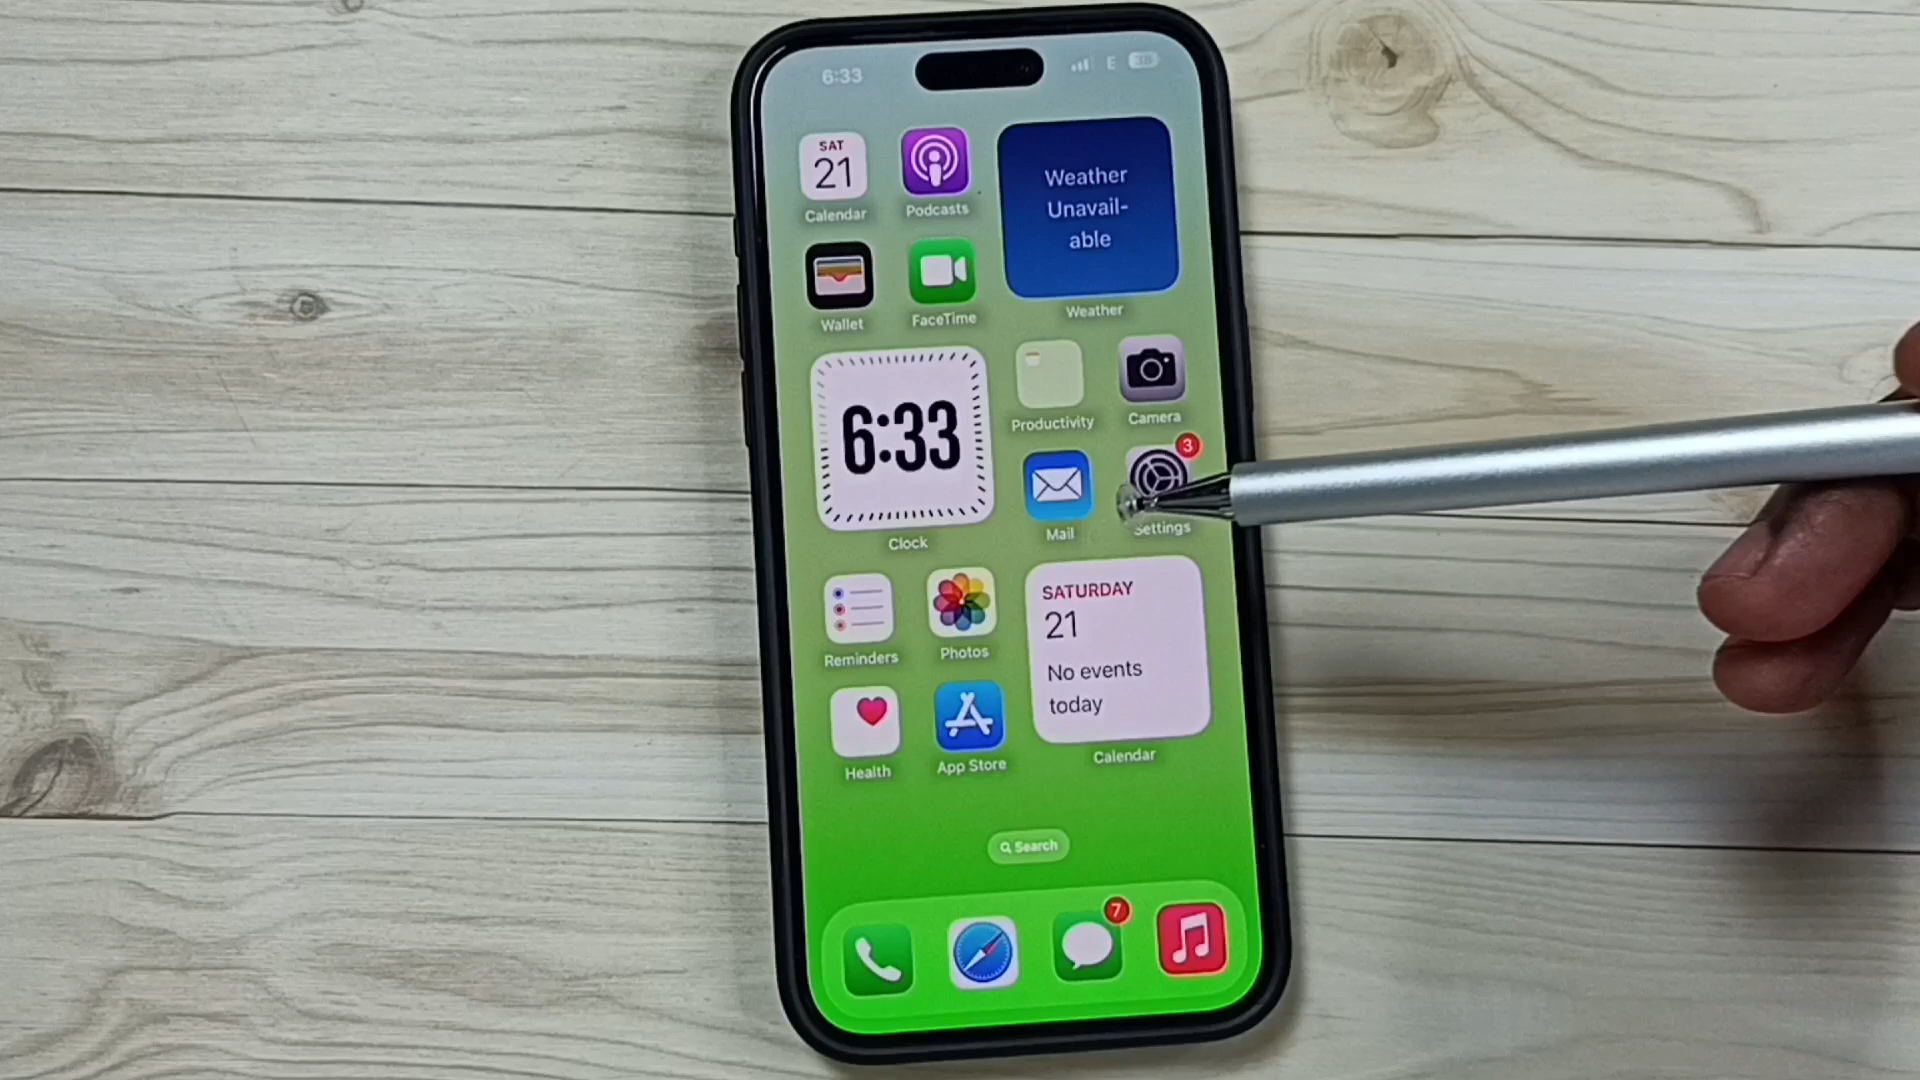 6:33
E 38
SAT
21
Calendar
Podcasts
Weather
Unavail-
able
Wallet
FaceTime
Weather
6:33
Clock
Productivity
Camera
3
Mail
Settings
Reminders
Photos
SATURDAY
21
No events
today
Health
App Store
Calendar
Search
7